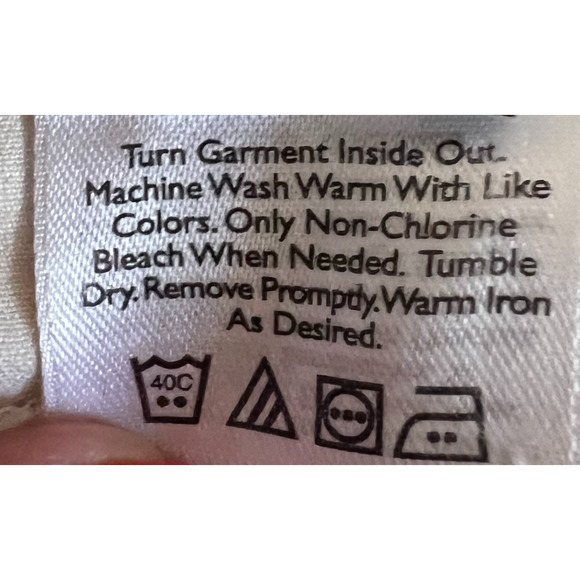 Turn Garment Inside Out.
Machine Wash Warm With Like
Colors. Only Non-Chlorine
Bleach When Needed. Tumble
Dry. Remove Promptly. Warm Iron
As Desired.
40C